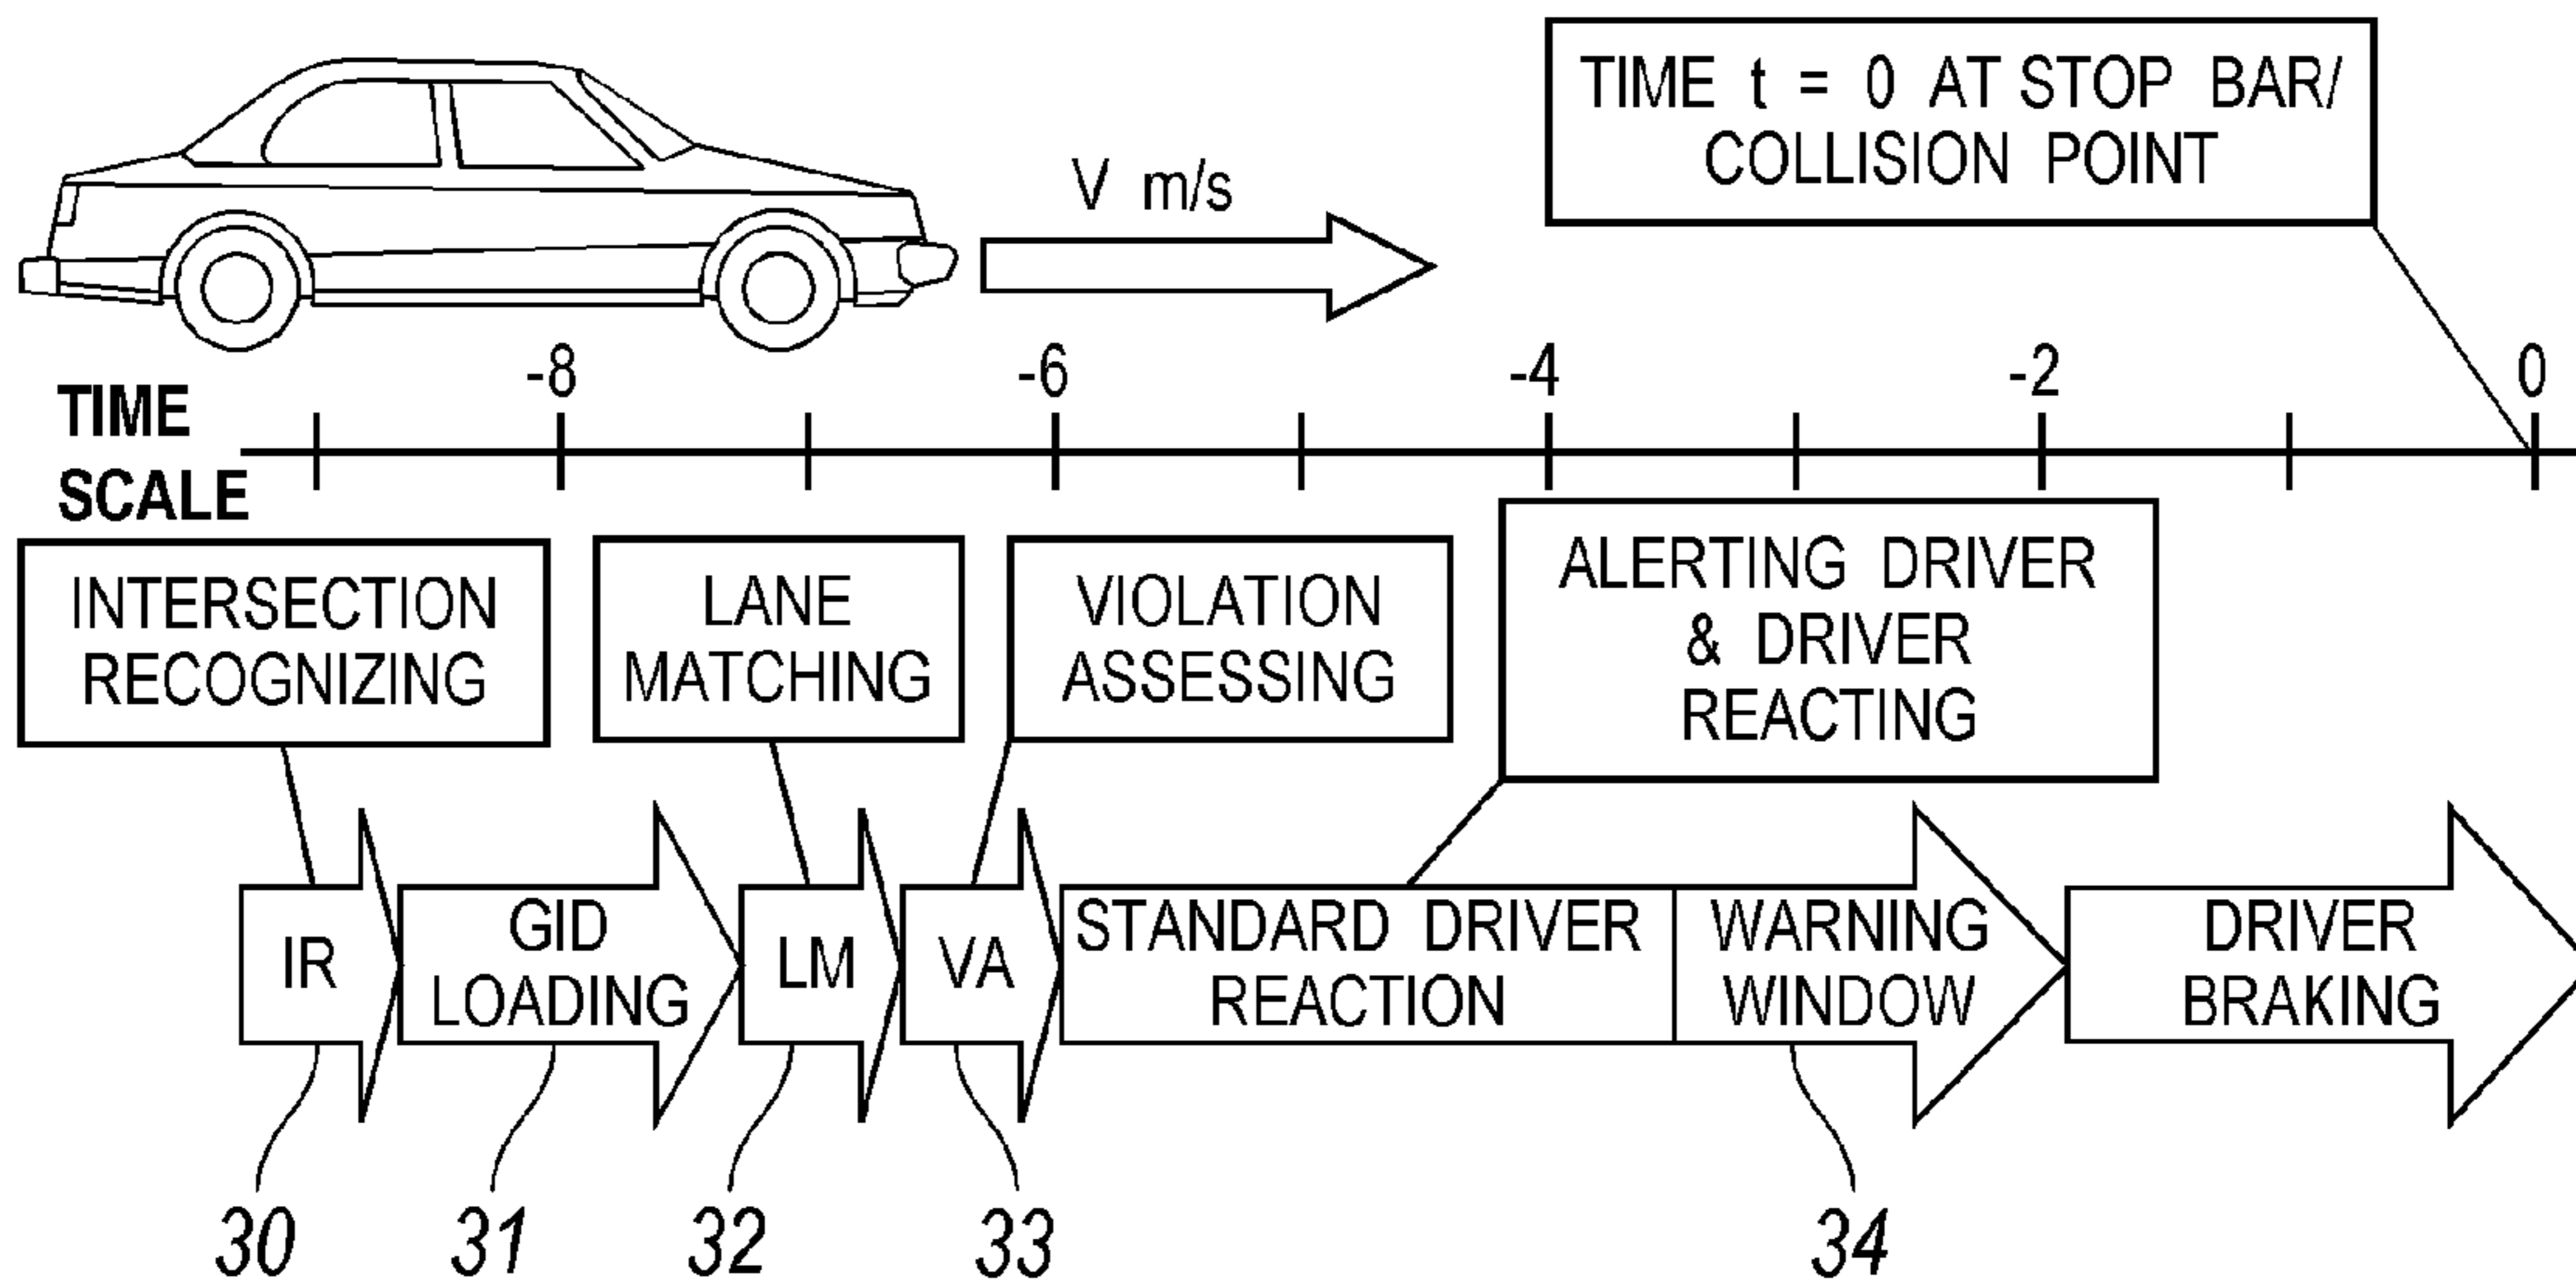 TIME t = 0 AT STOP BAR/
COLLISION POINT
V m/s
-8
-6
-4
-2
0
TIME
SCALE
INTERSECTION
RECOGNIZING
LANE
MATCHING
VIOLATION
ASSESSING
ALERTING DRIVER
& DRIVER
REACTING
IR
GID
LOADING
LM
VA
STANDARD DRIVER
REACTION
WARNING
WINDOW
DRIVER
BRAKING
30
31
32
33
34